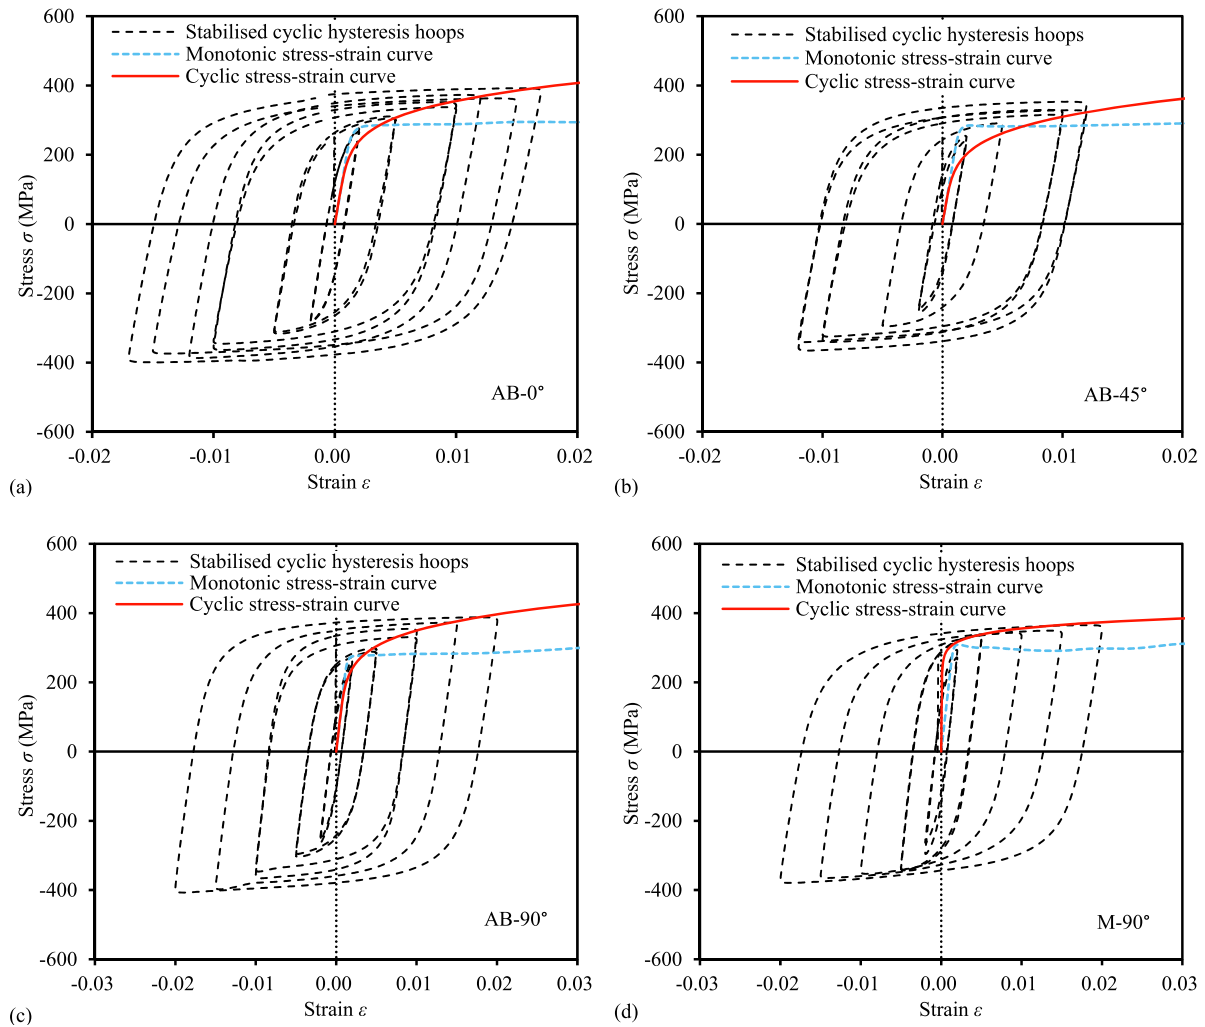 600
400
200
0
-200
-400
-600
Stress σ (MPa)
Stabilised cyclic hysteresis hoops
Monotonic stress-strain curve
Cyclic stress-strain curve
AB-0°
-0.02
-0.01
0.00
0.01
0.02
Strain ε
(a)
600
400
200
0
-200
-400
-600
Stress σ (MPa)
Stabilised cyclic hysteresis hoops
Monotonic stress-strain curve
Cyclic stress-strain curve
AB-45°
-0.02
-0.01
0.00
0.01
0.02
Strain ε
(b)
600
400
200
0
-200
-400
-600
Stress σ (MPa)
Stabilised cyclic hysteresis hoops
Monotonic stress-strain curve
Cyclic stress-strain curve
AB-90°
-0.03
-0.02
-0.01
0.00
0.01
0.02
0.03
Strain ε
(c)
600
400
200
0
-200
-400
-600
Stress σ (MPa)
Stabilised cyclic hysteresis hoops
Monotonic stress-strain curve
Cyclic stress-strain curve
M-90°
-0.03
-0.02
-0.01
0.00
0.01
0.02
0.03
Strain ε
(d)